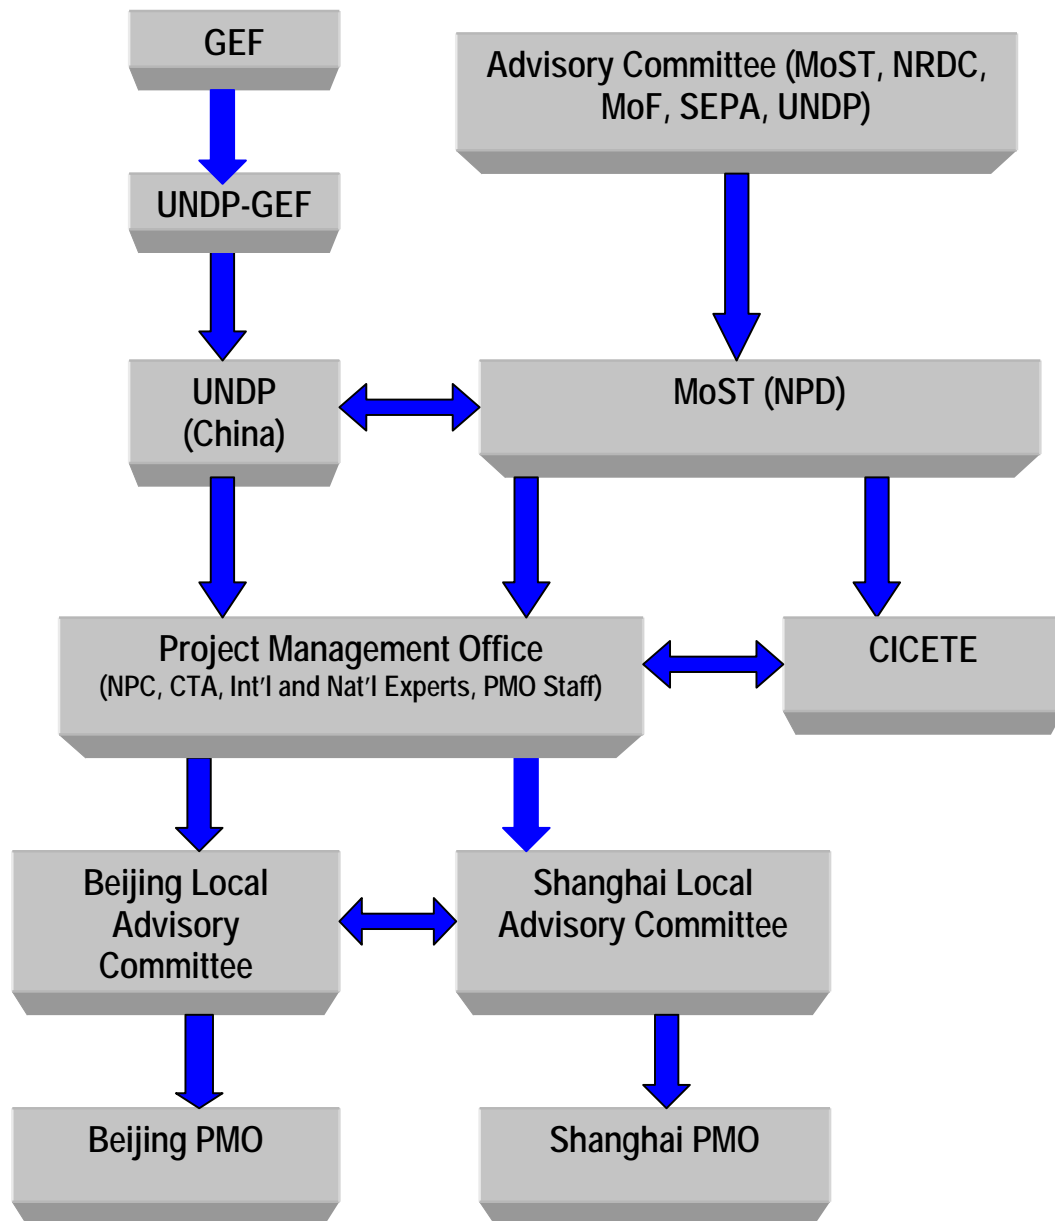 GEF
Advisory Committee (MoST, NRDC,
MoF, SEPA, UNDP)
UNDP-GEF
UNDP
(China)
MoST (NPD)
Project Management Office
(NPC, CTA, Int'l and Nat'l Experts, PMO Staff)
CICETE
Beijing Local
Advisory
Committee
Shanghai Local
Advisory Committee
Beijing PMO
Shanghai PMO